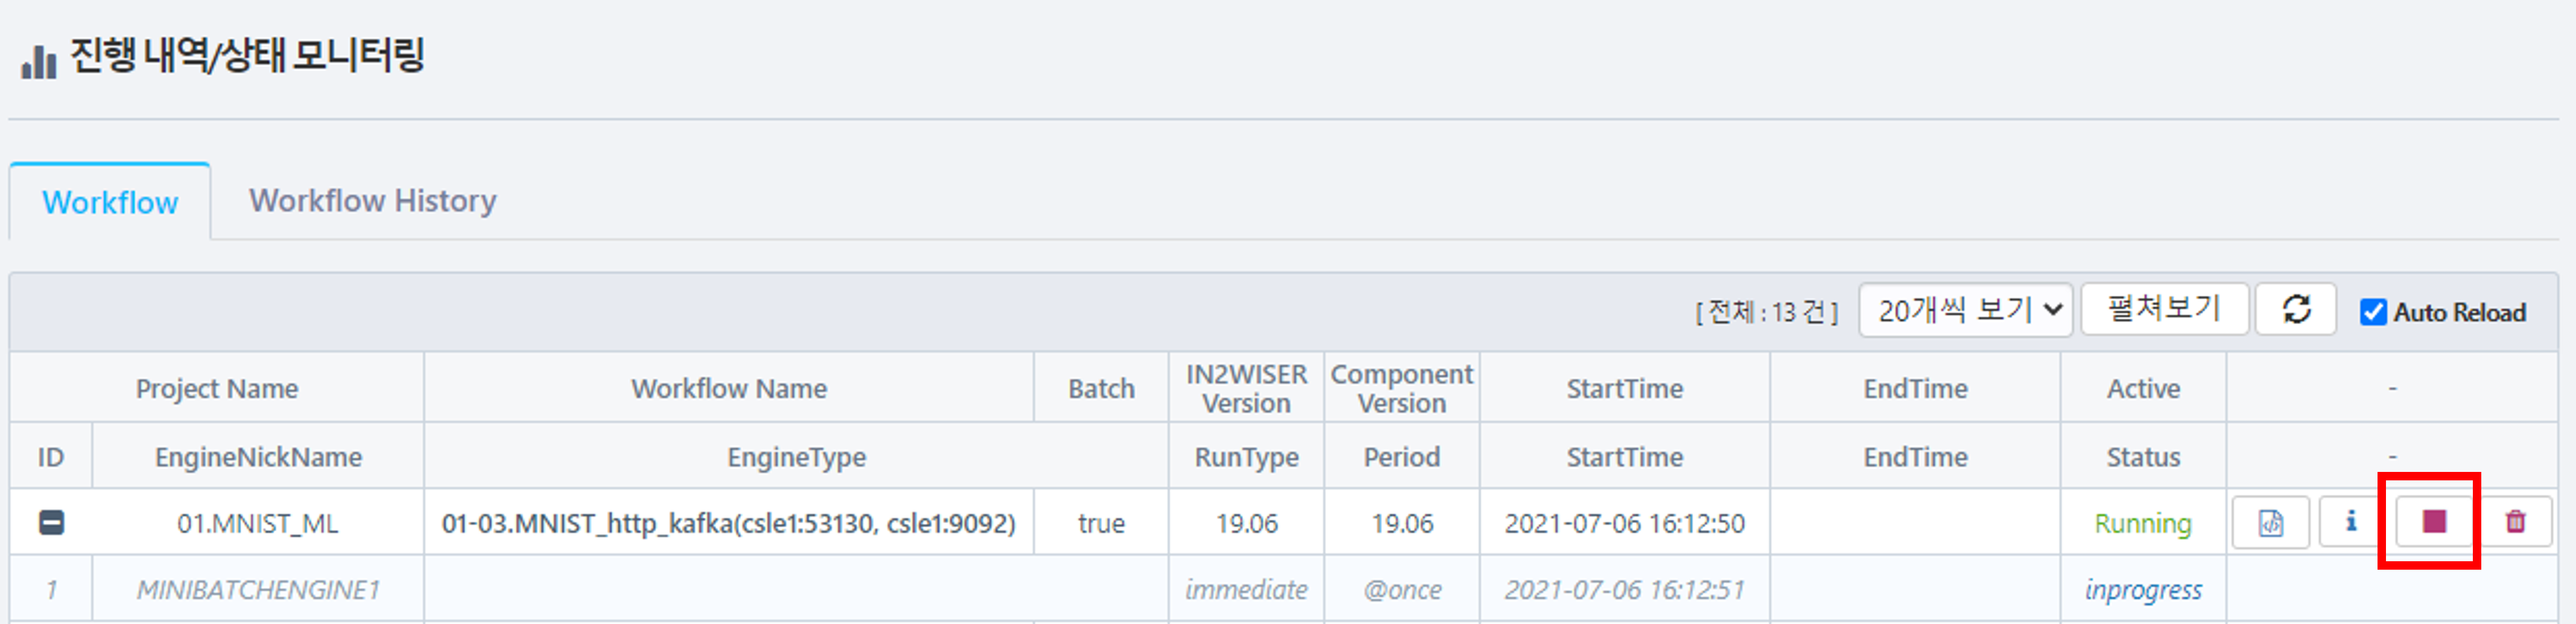 진행 내역/상태 모니터링
Workflow Workflow History
[ 전체 : 13 건 ] 20개씩 보기 펼쳐보기 Auto Reload
Project Name Workflow Name Batch IN2WISER Version Component Version StartTime EndTime Active -
ID EngineNickName EngineType RunType Period StartTime EndTime Status -
01.MNIST_ML 01-03.MNIST_http_kafka(csle1:53130, csle1:9092) true 19.06 19.06 2021-07-06 16:12:50 Running
1 MINIBATCHENGINE1 immediate @once 2021-07-06 16:12:51 inprogress